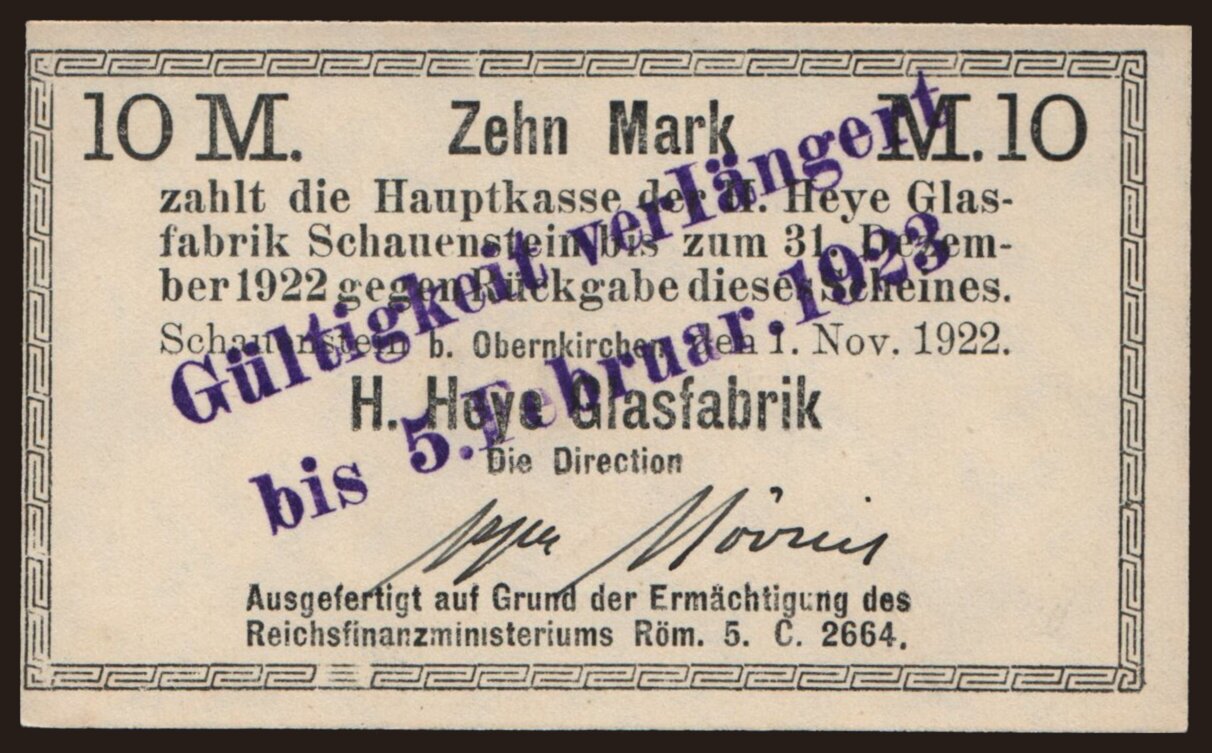 10 M. Zehn Mark M. 10
zahlt die Hauptkasse der H. Heye Glas-
fabrik Schauenstein bis zum 31. Dezem-
ber 1922 gegen Rückgabe dieses Scheines.
Schauenstein b. Obernkirchen, den 1. Nov. 1922.
H. Heye Glasfabrik
Die Direction
Ausgefertigt auf Grund der Ermächtigung des
Reichsfinanzministeriums Röm. 5. C. 2664.
Gültigkeit verlängert
bis 5. Februar. 1923